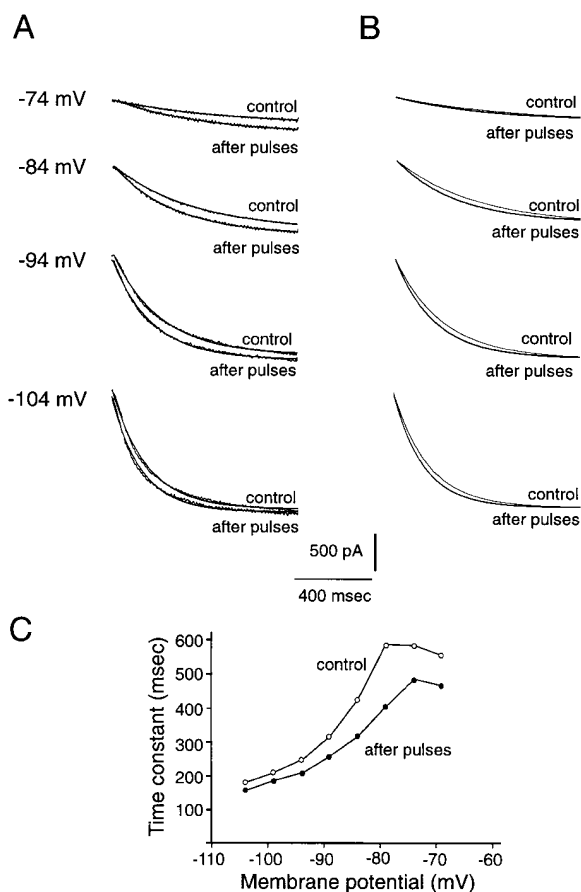 A
B
-74 mV
control
after pulses
control
after pulses
-84 mV
control
after pulses
control
after pulses
-94 mV
control
after pulses
control
after pulses
-104 mV
control
after pulses
control
after pulses
500 pA
400 msec
C
Time constant (msec)
600
500
400
300
200
100
control
after pulses
-110 -100 -90 -80 -70 -60
Membrane potential (mV)